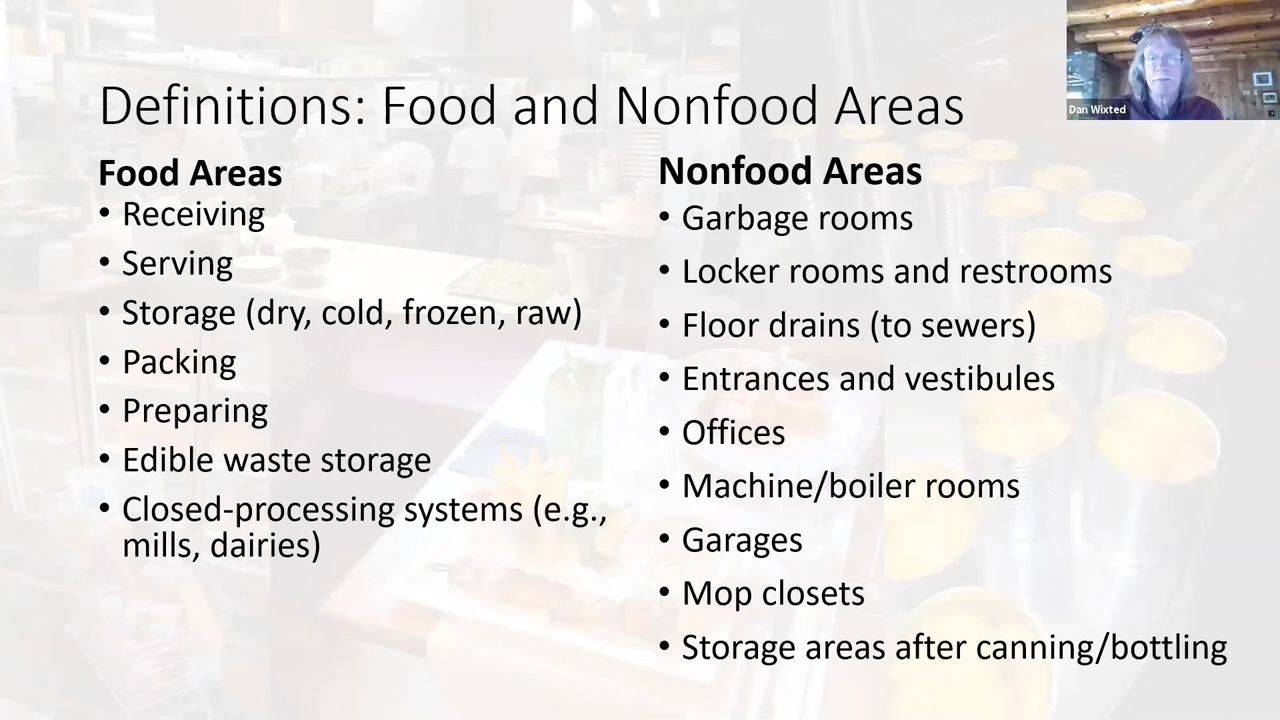 Definitions: Food and Nonfood Areas
Dan Wixted
Food Areas
• Receiving
• Serving
• Storage (dry, cold, frozen, raw)
• Packing
• Preparing
• Edible waste storage
• Closed-processing systems (e.g.,
mills, dairies)
Nonfood Areas
• Garbage rooms
• Locker rooms and restrooms
• Floor drains (to sewers)
• Entrances and vestibules
• Offices
• Machine/boiler rooms
• Garages
• Mop closets
• Storage areas after canning/bottling